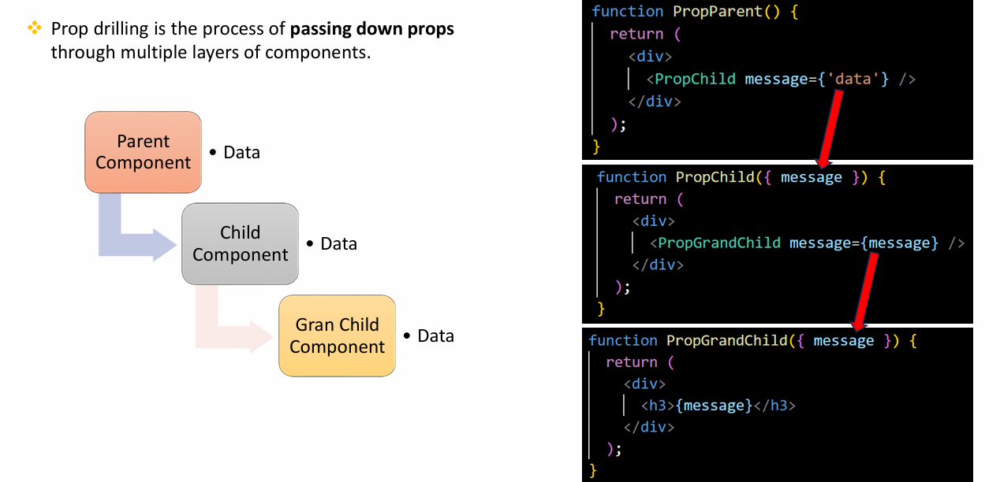 ❖ Prop drilling is the process of passing down props
through multiple layers of components.
Parent
Component
• Data
Child
Component
• Data
Gran Child
Component
• Data
function PropParent() {
return (
<div>
<PropChild message={'data'} />
</div>
);
}
function PropChild({ message }) {
return (
<div>
<PropGrandChild message={message} />
</div>
);
}
function PropGrandChild({ message }) {
return (
<div>
<h3>{message}</h3>
</div>
);
}